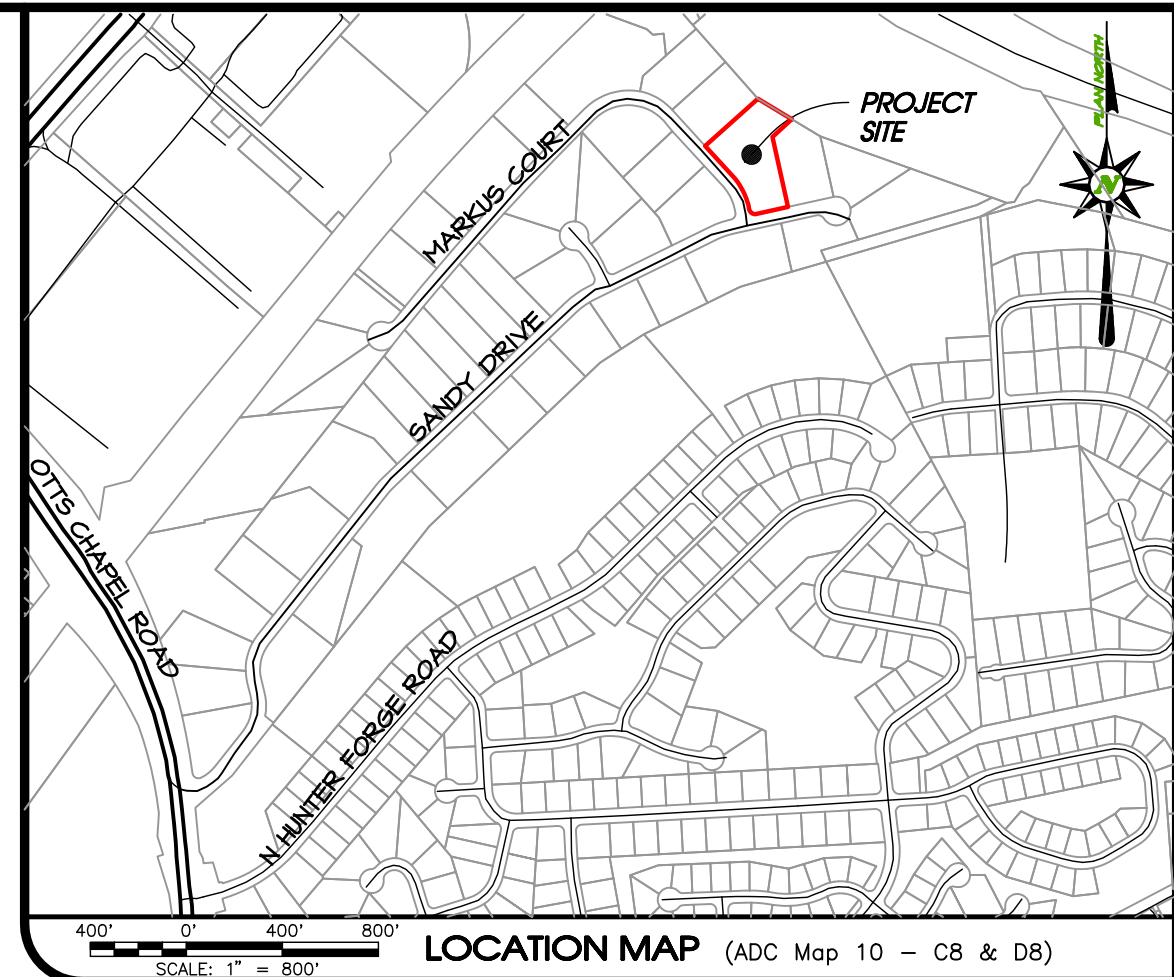 PLAN NORTH
N
PROJECT
SITE
MARKUS COURT
SANDY DRIVE
OTTS CHAPEL ROAD
N HUNTER FORGE ROAD
400' 0' 400' 800'
SCALE: 1" = 800'
LOCATION MAP (ADC Map 10 - C8 & D8)